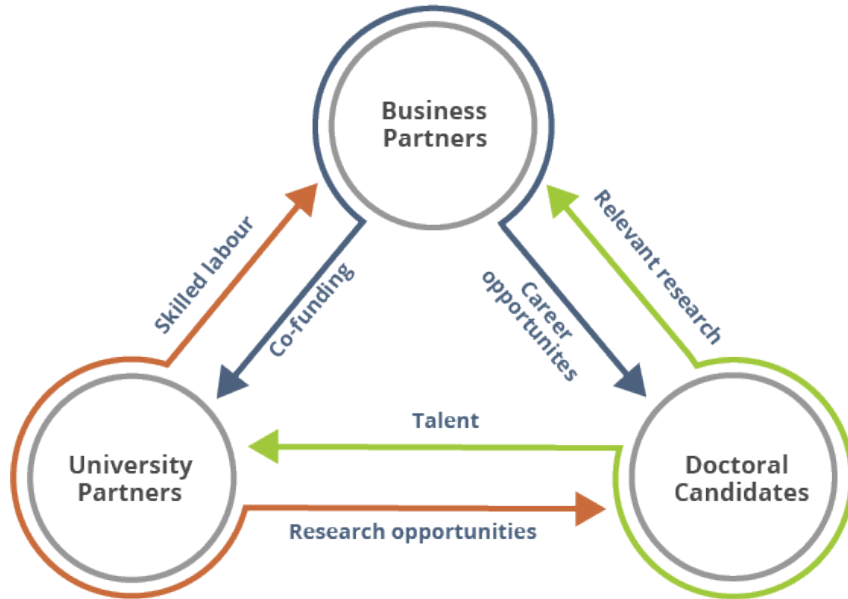 Business
Partners
Skilled labour
Co-funding
Career
opportunites
Relevant research
Talent
University
Partners
Doctoral
Candidates
Research opportunities